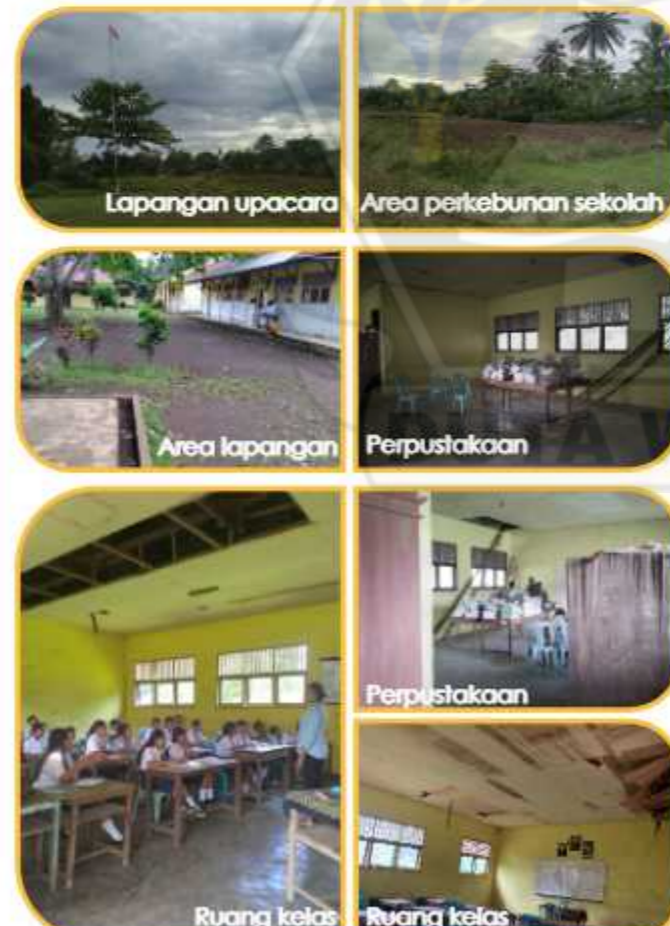 Lapangan upacara
Area perkebunan sekolah
Area lapangan
Perpustakaan
Perpustakaan
Ruang kelas
Ruang kelas